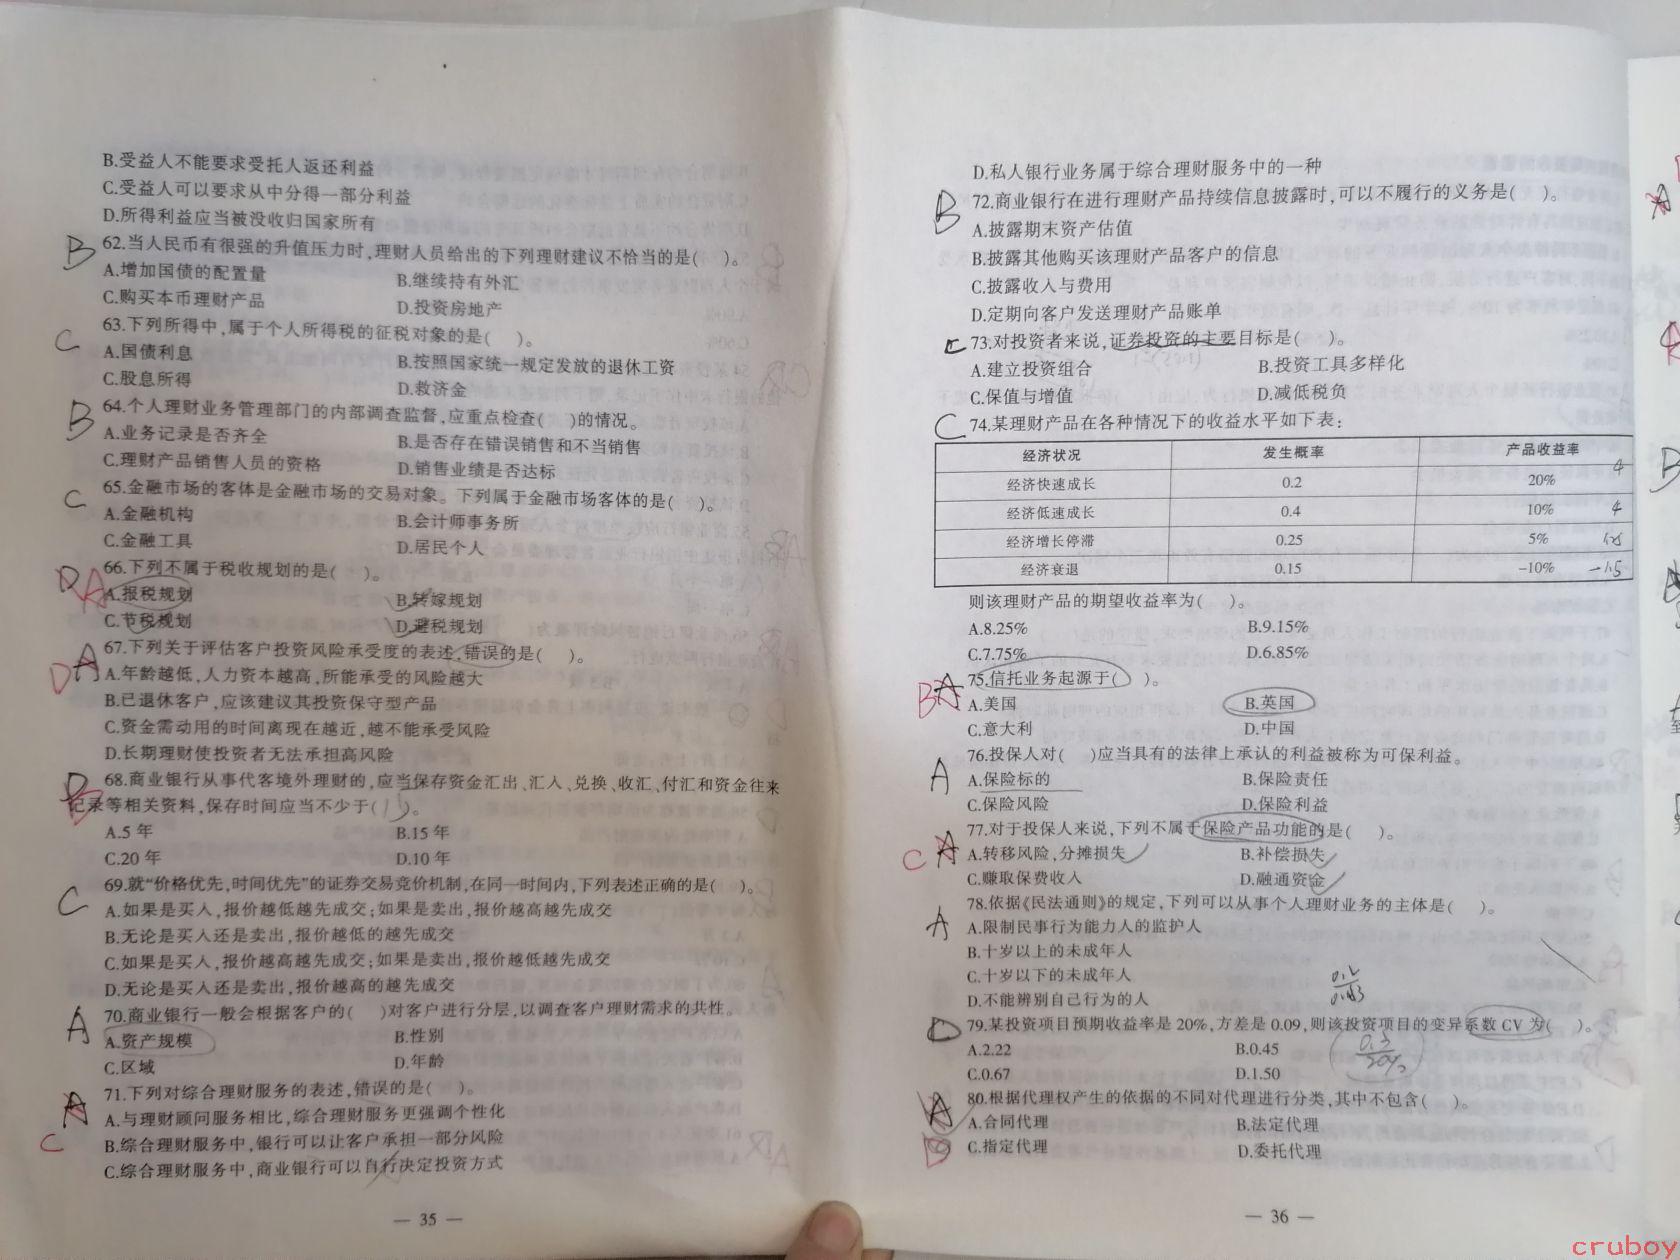 B.受益人不能要求受托人返还利益
C.受益人可以要求从中分得一部分利益
D.所得利益应当被没收归国家所有
B 62.当人民币有很强的升值压力时,理财人员给出的下列理财建议不恰当的是( )。
A.增加国债的配置量 B.继续持有外汇
C.购买本币理财产品 D.投资房地产
C 63.下列所得中,属于个人所得税的征税对象的是( )。
A.国债利息 B.按照国家统一规定发放的退休工资
C.股息所得 D.救济金
B 64.个人理财业务管理部门的内部调查监督,应重点检查( )的情况。
A.业务记录是否齐全 B.是否存在错误销售和不当销售
C.理财产品销售人员的资格 D.销售业绩是否达标
C 65.金融市场的客体是金融市场的交易对象。下列属于金融市场客体的是( )。
A.金融机构 B.会计师事务所
C.金融工具 D.居民个人
D A 66.下列不属于税收规划的是( )。
A.报税规划 B.转嫁规划
C.节税规划 D.避税规划
D A 67.下列关于评估客户投资风险承受度的表述,错误的是( )。
A.年龄越低,人力资本越高,所能承受的风险越大
B.已退休客户,应该建议其投资保守型产品
C.资金需动用的时间离现在越近,越不能承受风险
D.长期理财使投资者无法承担高风险
68.商业银行从事代客境外理财的,应当保存资金汇出、汇入、兑换、收汇、付汇和资金往来
记录等相关资料,保存时间应当不少于( 15 )。
A.5 年 B.15 年
C.20 年 D.10 年
C 69.就“价格优先,时间优先”的证券交易竞价机制,在同一时间内,下列表述正确的是( )。
A.如果是买入,报价越低越先成交;如果是卖出,报价越高越先成交
B.无论是买入还是卖出,报价越低的越先成交
C.如果是买入,报价越高越先成交;如果是卖出,报价越低越先成交
D.无论是买入还是卖出,报价越高的越先成交
A 70.商业银行一般会根据客户的( )对客户进行分层,以调查客户理财需求的共性。
A.资产规模 B.性别
C.区域 D.年龄
A 71.下列对综合理财服务的表述,错误的是( )。
A.与理财顾问服务相比,综合理财服务更强调个性化
C B.综合理财服务中,银行可以让客户承担一部分风险
C.综合理财服务中,商业银行可以自行决定投资方式
— 35 —
D.私人银行业务属于综合理财服务中的一种
B 72.商业银行在进行理财产品持续信息披露时,可以不履行的义务是( )。
A.披露期末资产估值
B.披露其他购买该理财产品客户的信息
C.披露收入与费用
D.定期向客户发送理财产品账单
C 73.对投资者来说,证券投资的主要目标是( )。
A.建立投资组合 B.投资工具多样化
C.保值与增值 D.减低税负
C 74.某理财产品在各种情况下的收益水平如下表:
经济状况 发生概率 产品收益率
经济快速成长 0.2 20% 4
经济低速成长 0.4 10% 4
经济增长停滞 0.25 5% 1.25
经济衰退 0.15 -10% -1.5
则该理财产品的期望收益率为( )。
A.8.25% B.9.15%
C.7.75% D.6.85%
B A 75.信托业务起源于( )。
A.美国 B.英国
C.意大利 D.中国
A 76.投保人对( )应当具有的法律上承认的利益被称为可保利益。
A.保险标的 B.保险责任
C.保险风险 D.保险利益
C A 77.对于投保人来说,下列不属于保险产品功能的是( )。
A.转移风险,分摊损失 B.补偿损失
C.赚取保费收入 D.融通资金
A 78.依据《民法通则》的规定,下列可以从事个人理财业务的主体是( )。
A.限制民事行为能力人的监护人
B.十岁以上的未成年人
C.十岁以下的未成年人
D.不能辨别自己行为的人
D 79.某投资项目预期收益率是 20%,方差是 0.09,则该投资项目的变异系数 CV 为( )。
A.2.22 B.0.45
0.3
20%
C.0.67 D.1.50
A 80.根据代理权产生的依据的不同对代理进行分类,其中不包含( )。
A.合同代理 B.法定代理
C.指定代理 D.委托代理
— 36 —
cruboy